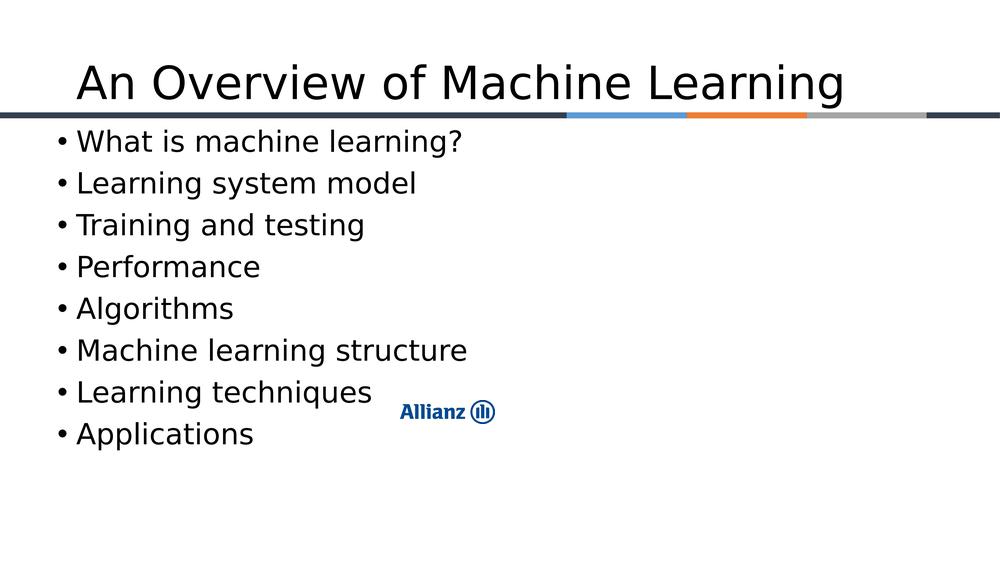 An Overview of Machine Learning
• What is machine learning?
• Learning system model
• Training and testing
• Performance
• Algorithms
• Machine learning structure
• Learning techniques
Allianz
• Applications